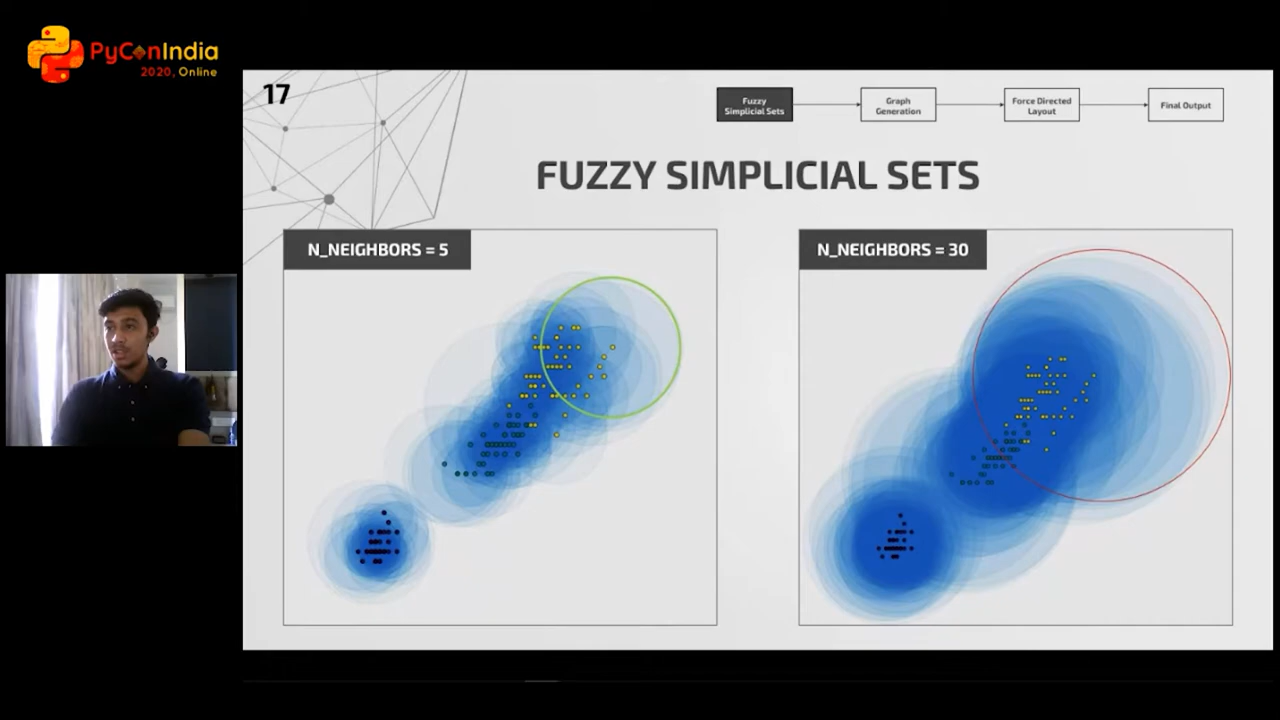 PyConIndia
2020, Online
17
Fuzzy
Simplicial Sets
Graph
Generation
Force Directed
Layout
Final Output
FUZZY SIMPLICIAL SETS
N_NEIGHBORS = 5
N_NEIGHBORS = 30